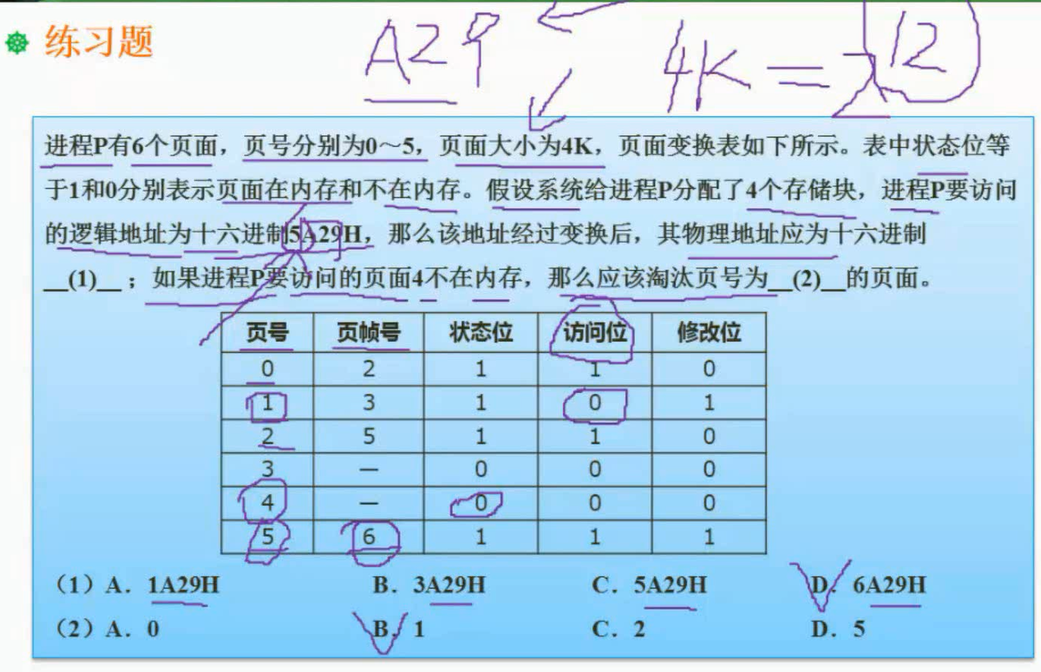 练习题
A29
4K=2 12
进程P有6个页面，页号分别为0～5，页面大小为4K，页面变换表如下所示。表中状态位等
于1和0分别表示页面在内存和不在内存。假设系统给进程P分配了4个存储块，进程P要访问
的逻辑地址为十六进制5A29H，那么该地址经过变换后，其物理地址应为十六进制
__(1)__；如果进程P要访问的页面4不在内存，那么应该淘汰页号为__(2)__的页面。
页号 页帧号 状态位 访问位 修改位
0 2 1 1 0
1 3 1 0 1
2 5 1 1 0
3 — 0 0 0
4 — 0 0 0
5 6 1 1 1
（1）A．1A29H B．3A29H C．5A29H D．6A29H
（2）A．0 B．1 C．2 D．5